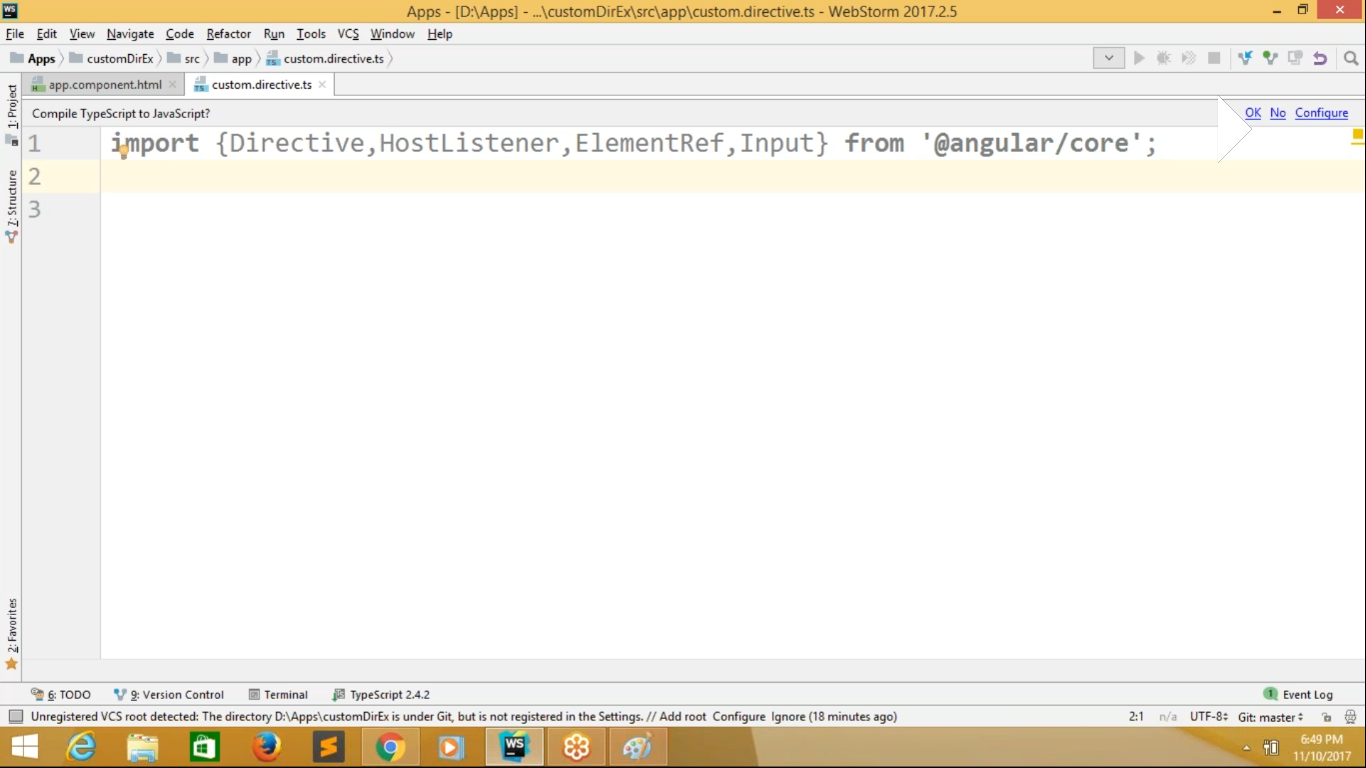 WS
Apps - [D:\Apps] - ...\customDirEx\src\app\custom.directive.ts - WebStorm 2017.2.5
File Edit View Navigate Code Refactor Run Tools VCS Window Help
Apps customDirEx src app custom.directive.ts
app.component.html custom.directive.ts
Compile TypeScript to JavaScript? OK No Configure
1: Project
7: Structure
2: Favorites
1 import {Directive,HostListener,ElementRef,Input} from '@angular/core';
2
3
6: TODO 9: Version Control Terminal TypeScript 2.4.2 1 Event Log
Unregistered VCS root detected: The directory D:\Apps\customDirEx is under Git, but is not registered in the Settings. // Add root Configure Ignore (18 minutes ago) 2:1 n/a UTF-8 Git: master
WS
6:49 PM
11/10/2017